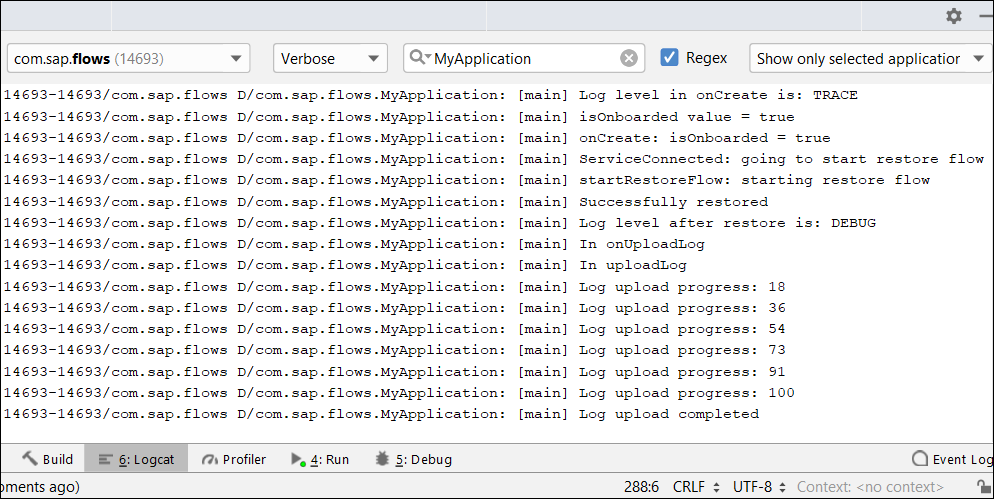 com.sap.flows (14693) Verbose MyApplication Regex Show only selected application
14693-14693/com.sap.flows D/com.sap.flows.MyApplication: [main] Log level in onCreate is: TRACE
14693-14693/com.sap.flows D/com.sap.flows.MyApplication: [main] isOnboarded value = true
14693-14693/com.sap.flows D/com.sap.flows.MyApplication: [main] onCreate: isOnboarded = true
14693-14693/com.sap.flows D/com.sap.flows.MyApplication: [main] ServiceConnected: going to start restore flow
14693-14693/com.sap.flows D/com.sap.flows.MyApplication: [main] startRestoreFlow: starting restore flow
14693-14693/com.sap.flows D/com.sap.flows.MyApplication: [main] Successfully restored
14693-14693/com.sap.flows D/com.sap.flows.MyApplication: [main] Log level after restore is: DEBUG
14693-14693/com.sap.flows D/com.sap.flows.MyApplication: [main] In onUploadLog
14693-14693/com.sap.flows D/com.sap.flows.MyApplication: [main] In uploadLog
14693-14693/com.sap.flows D/com.sap.flows.MyApplication: [main] Log upload progress: 18
14693-14693/com.sap.flows D/com.sap.flows.MyApplication: [main] Log upload progress: 36
14693-14693/com.sap.flows D/com.sap.flows.MyApplication: [main] Log upload progress: 54
14693-14693/com.sap.flows D/com.sap.flows.MyApplication: [main] Log upload progress: 73
14693-14693/com.sap.flows D/com.sap.flows.MyApplication: [main] Log upload progress: 91
14693-14693/com.sap.flows D/com.sap.flows.MyApplication: [main] Log upload progress: 100
14693-14693/com.sap.flows D/com.sap.flows.MyApplication: [main] Log upload completed
Build 6: Logcat Profiler 4: Run 5: Debug Event Log
oments ago) 288:6 CRLF UTF-8 Context: <no context>